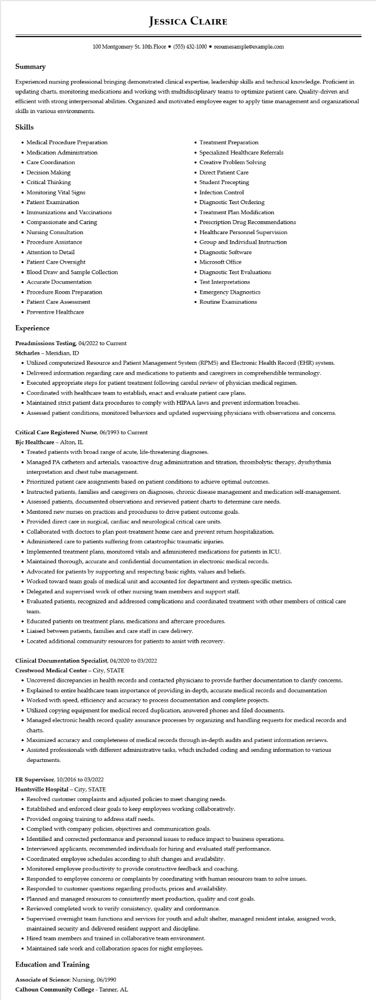 Jessica Claire
100 Montgomery St. 10th Floor ● (555) 432-1000 ● resumesample@example.com
Summary
Experienced nursing professional bringing demonstrated clinical expertise, leadership skills and technical knowledge. Proficient in
updating charts, monitoring medications and working with multidisciplinary teams to optimize patient care. Quality-driven and
efficient with strong interpersonal abilities. Organized and motivated employee eager to apply time management and organizational
skills in various environments.
Skills
• Medical Procedure Preparation
• Medication Administration
• Care Coordination
• Decision Making
• Critical Thinking
• Monitoring Vital Signs
• Patient Examination
• Immunizations and Vaccinations
• Compassionate and Caring
• Nursing Consultation
• Procedure Assistance
• Attention to Detail
• Patient Care Oversight
• Blood Draw and Sample Collection
• Accurate Documentation
• Procedure Room Preparation
• Patient Care Assessment
• Preventive Healthcare
• Treatment Preparation
• Specialized Healthcare Referrals
• Creative Problem Solving
• Direct Patient Care
• Student Precepting
• Infection Control
• Diagnostic Test Ordering
• Treatment Plan Modification
• Prescription Drug Recommendations
• Healthcare Personnel Supervision
• Group and Individual Instruction
• Diagnostic Software
• Microsoft Office
• Diagnostic Test Evaluations
• Test Interpretations
• Emergency Diagnostics
• Routine Examinations
Experience
Preadmissions Testing, 04/2022 to Current
Stcharles – Meridian, ID
• Utilized computerized Resource and Patient Management System (RPMS) and Electronic Health Record (EHR) system.
• Delivered information regarding care and medications to patients and caregivers in comprehendible terminology.
• Executed appropriate steps for patient treatment following careful review of physician medical regimen.
• Coordinated with healthcare team to establish, enact and evaluate patient care plans.
• Maintained strict patient data procedures to comply with HIPAA laws and prevent information breaches.
• Assessed patient conditions, monitored behaviors and updated supervising physicians with observations and concerns.
Critical Care Registered Nurse, 06/1993 to Current
Bjc Healthcare – Alton, IL
• Treated patients with broad range of acute, life-threatening diagnoses.
• Managed PA catheters and arterials, vasoactive drug administration and titration, thrombolytic therapy, dysrhythmia
interpretation and chest tube management.
• Prioritized patient care assignments based on patient conditions to achieve optimal outcomes.
• Instructed patients, families and caregivers on diagnoses, chronic disease management and medication self-management.
• Assessed patients, documented observations and reviewed patient charts to determine care needs.
• Mentored new nurses on practices and procedures to drive patient outcome goals.
• Provided direct care in surgical, cardiac and neurological critical care units.
• Collaborated with doctors to plan post-treatment home care and prevent return hospitalization.
• Administered care to patients suffering from catastrophic traumatic injuries.
• Implemented treatment plans, monitored vitals and administered medications for patients in ICU.
• Maintained thorough, accurate and confidential documentation in electronic medical records.
• Advocated for patients by supporting and respecting basic rights, values and beliefs.
• Worked toward team goals of medical unit and accounted for department and system-specific metrics.
• Delegated and supervised work of other nursing team members and support staff.
• Evaluated patients, recognized and addressed complications and coordinated treatment with other members of critical care
team.
• Educated patients on treatment plans, medications and aftercare procedures.
• Liaised between patients, families and care staff in care delivery.
• Located additional community resources for patients to assist with recovery.
Clinical Documentation Specialist, 04/2020 to 03/2022
Crestwood Medical Center – City, STATE
• Uncovered discrepancies in health records and contacted physicians to provide further documentation to clarify concerns.
• Explained to entire healthcare team importance of providing in-depth, accurate medical records and documentation
• Worked with speed, efficiency and accuracy to process documentation and complete projects.
• Utilized copying equipment for medical record duplication, answered phones and filed documents.
• Managed electronic health record quality assurance processes by organizing and handling requests for medical records and
charts.
• Maximized accuracy and completeness of medical records through in-depth audits and patient information reviews.
• Assisted professionals with different administrative tasks, which included coding and sending information to various
departments.
ER Supervisor, 10/2016 to 03/2022
Huntsville Hospital – City, STATE
• Resolved customer complaints and adjusted policies to meet changing needs.
• Established and enforced clear goals to keep employees working collaboratively.
• Provided ongoing training to address staff needs.
• Complied with company policies, objectives and communication goals.
• Identified and corrected performance and personnel issues to reduce impact to business operations.
• Interviewed applicants, recommended individuals for hiring and evaluated staff performance.
• Coordinated employee schedules according to shift changes and availability.
• Monitored employee productivity to provide constructive feedback and coaching.
• Responded to employee concerns or complaints by coordinating with human resources team to solve issues.
• Responded to customer questions regarding products, prices and availability.
• Planned and managed resources to consistently meet production, quality and cost goals.
• Reviewed completed work to verify consistency, quality and conformance.
• Supervised overnight team functions and services for youth and adult shelter, managed resident intake, assigned work,
maintained security and delivered resident support and discipline.
• Hired team members and trained in collaborative team environment.
• Maintained safe work and collaboration spaces for night employees.
Education and Training
Associate of Science: Nursing, 06/1990
Calhoun Community College - Tanner, AL